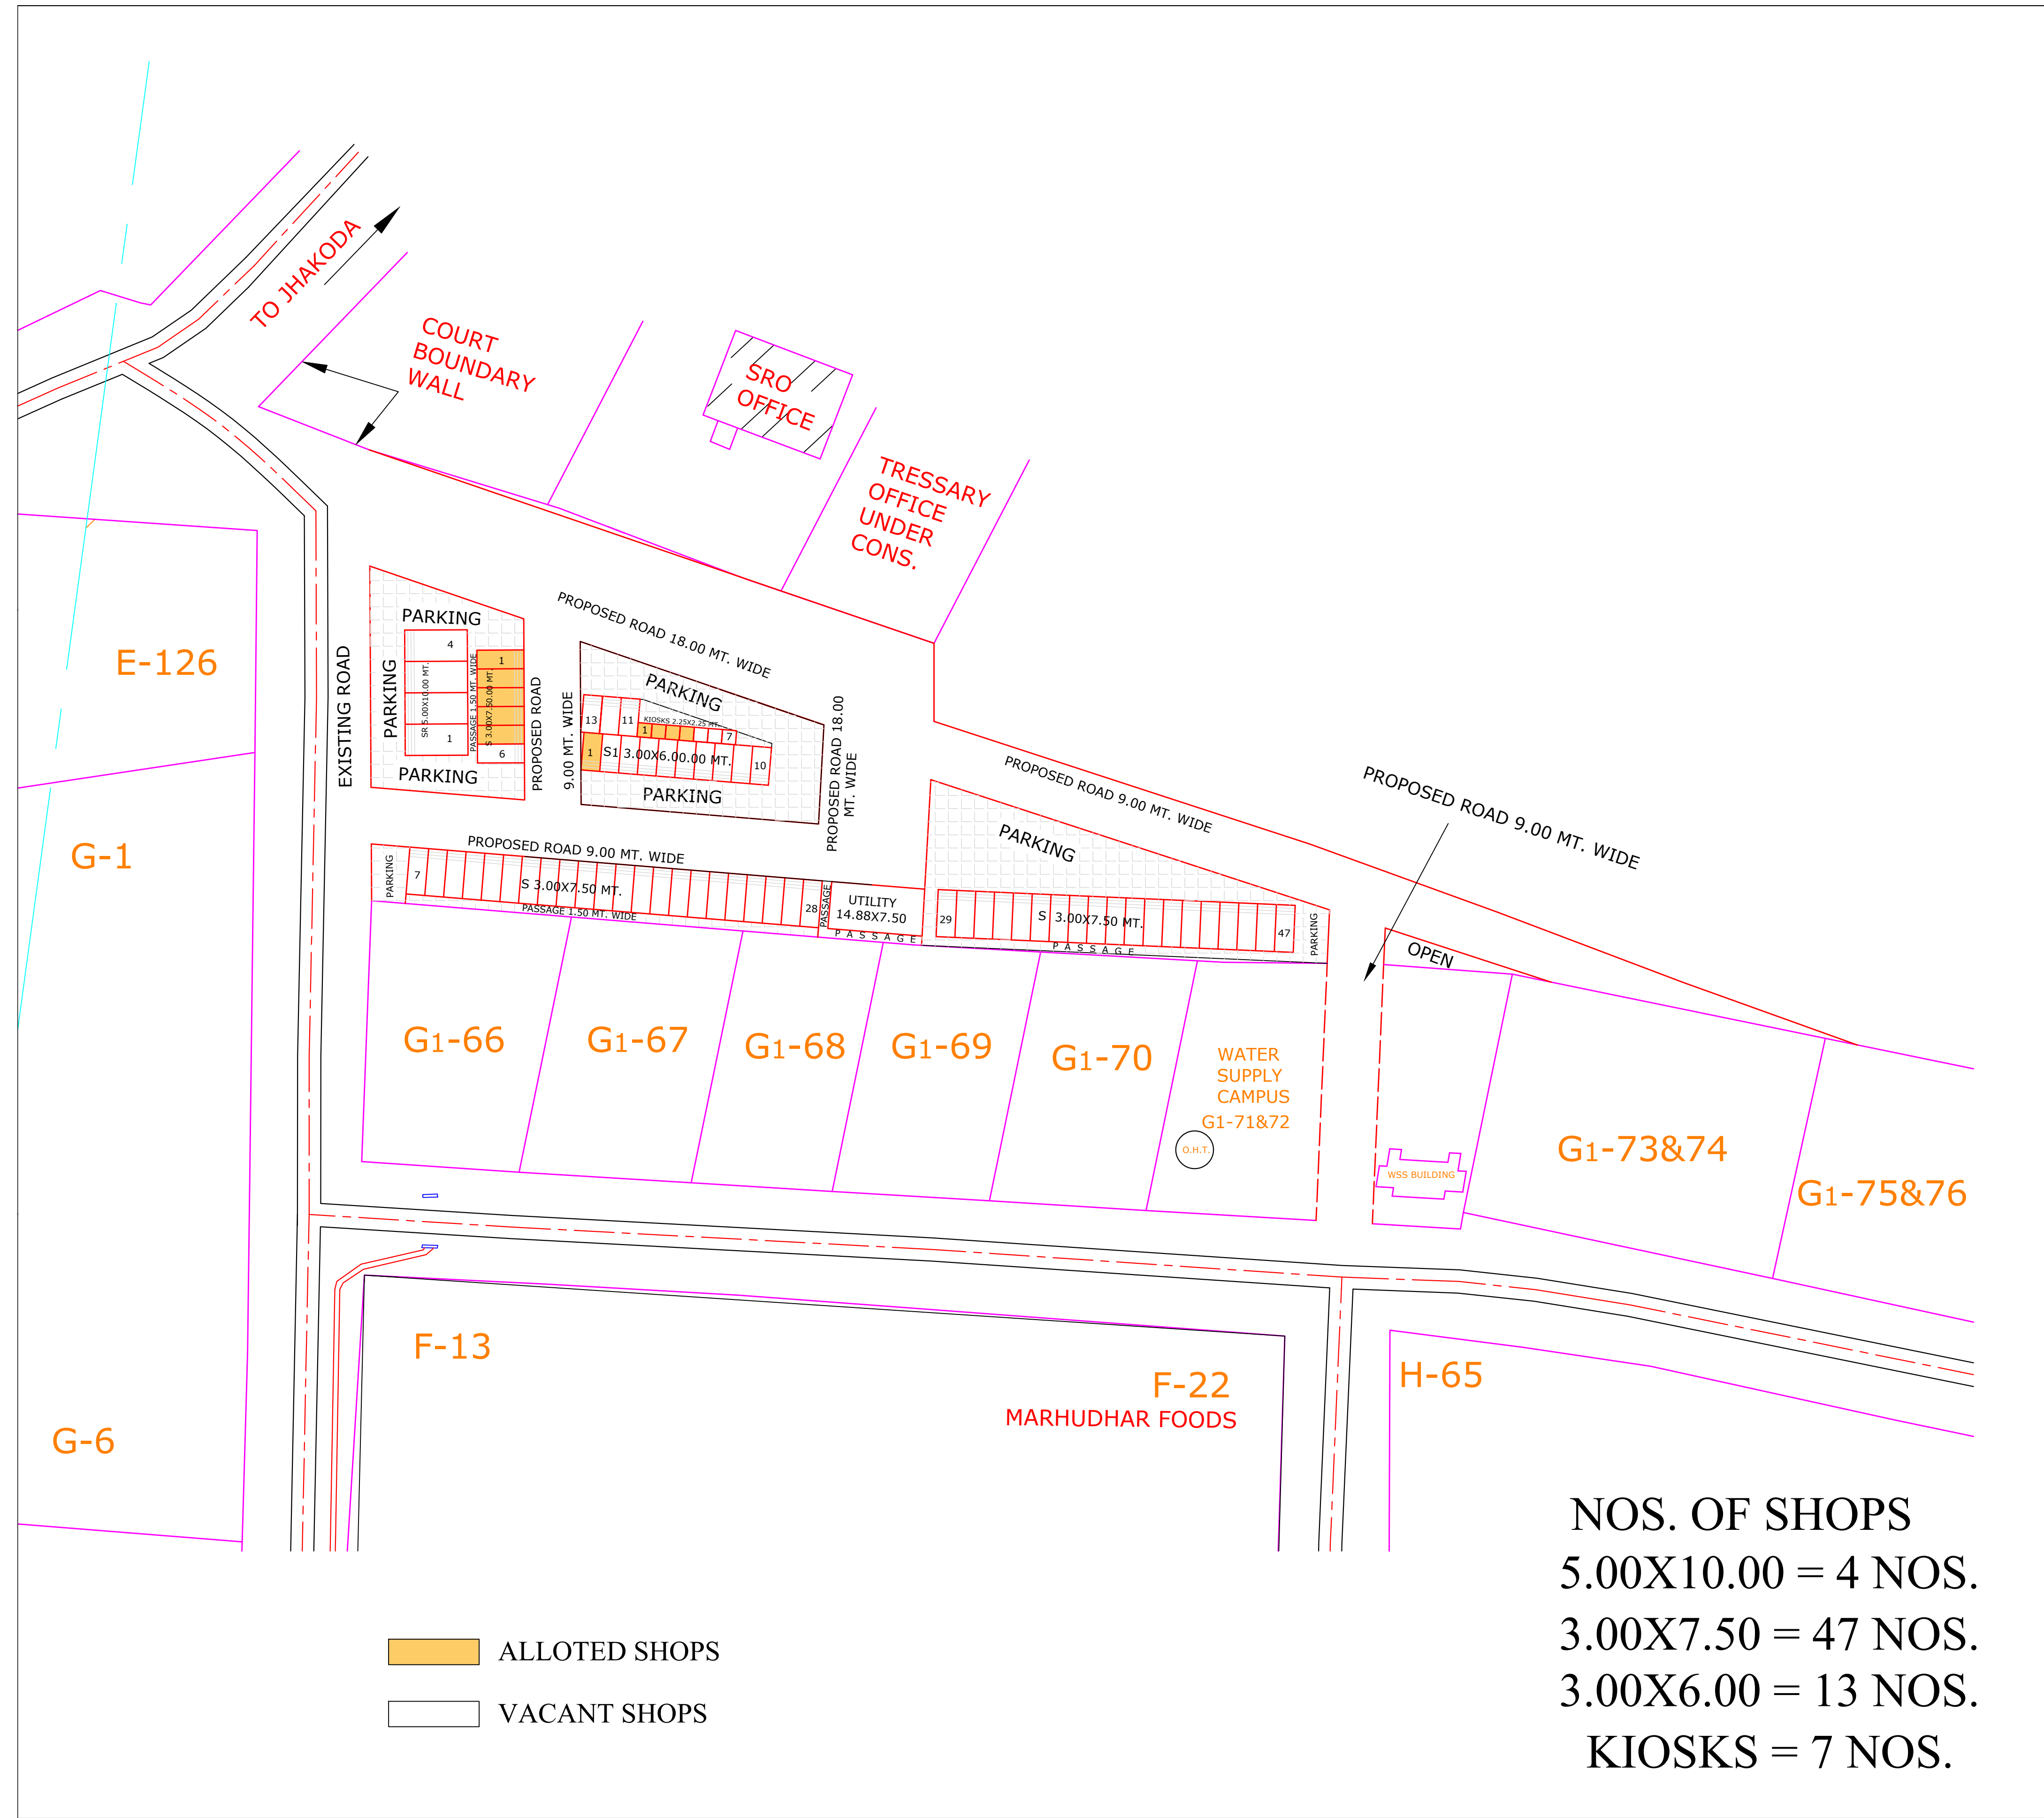 TO JHAKODA
COURT
BOUNDARY
WALL
SRO
OFFICE
TRESSARY
OFFICE
UNDER
CONS.
E-126
G-1
G-6
EXISTING ROAD
PARKING
PARKING
4
SR 5.00X10.00 MT.
1
PASSAGE 1.50 MT. WIDE
1
S 3.00X7.50.00 MT.
6
PARKING
PROPOSED ROAD
9.00 MT. WIDE
PROPOSED ROAD 18.00 MT. WIDE
PARKING
13
11
KIOSKS 2.25X2.25 MT.
1
7
1
S1 3.00X6.00.00 MT.
10
PARKING
PROPOSED ROAD 18.00
MT. WIDE
PROPOSED ROAD 9.00 MT. WIDE
PROPOSED ROAD 9.00 MT. WIDE
PROPOSED ROAD 9.00 MT. WIDE
PARKING
7
S 3.00X7.50 MT.
28
PASSAGE 1.50 MT. WIDE
PASSAGE
UTILITY
14.88X7.50
PASSAGE
PARKING
29
S 3.00X7.50 MT.
47
PASSAGE
PARKING
OPEN
G1-66
G1-67
G1-68
G1-69
G1-70
WATER
SUPPLY
CAMPUS
G1-71&72
O.H.T.
WSS BUILDING
G1-73&74
G1-75&76
F-13
F-22
MARHUDHAR FOODS
H-65
NOS. OF SHOPS
5.00X10.00 = 4 NOS.
3.00X7.50 = 47 NOS.
3.00X6.00 = 13 NOS.
KIOSKS = 7 NOS.
ALLOTED SHOPS
VACANT SHOPS